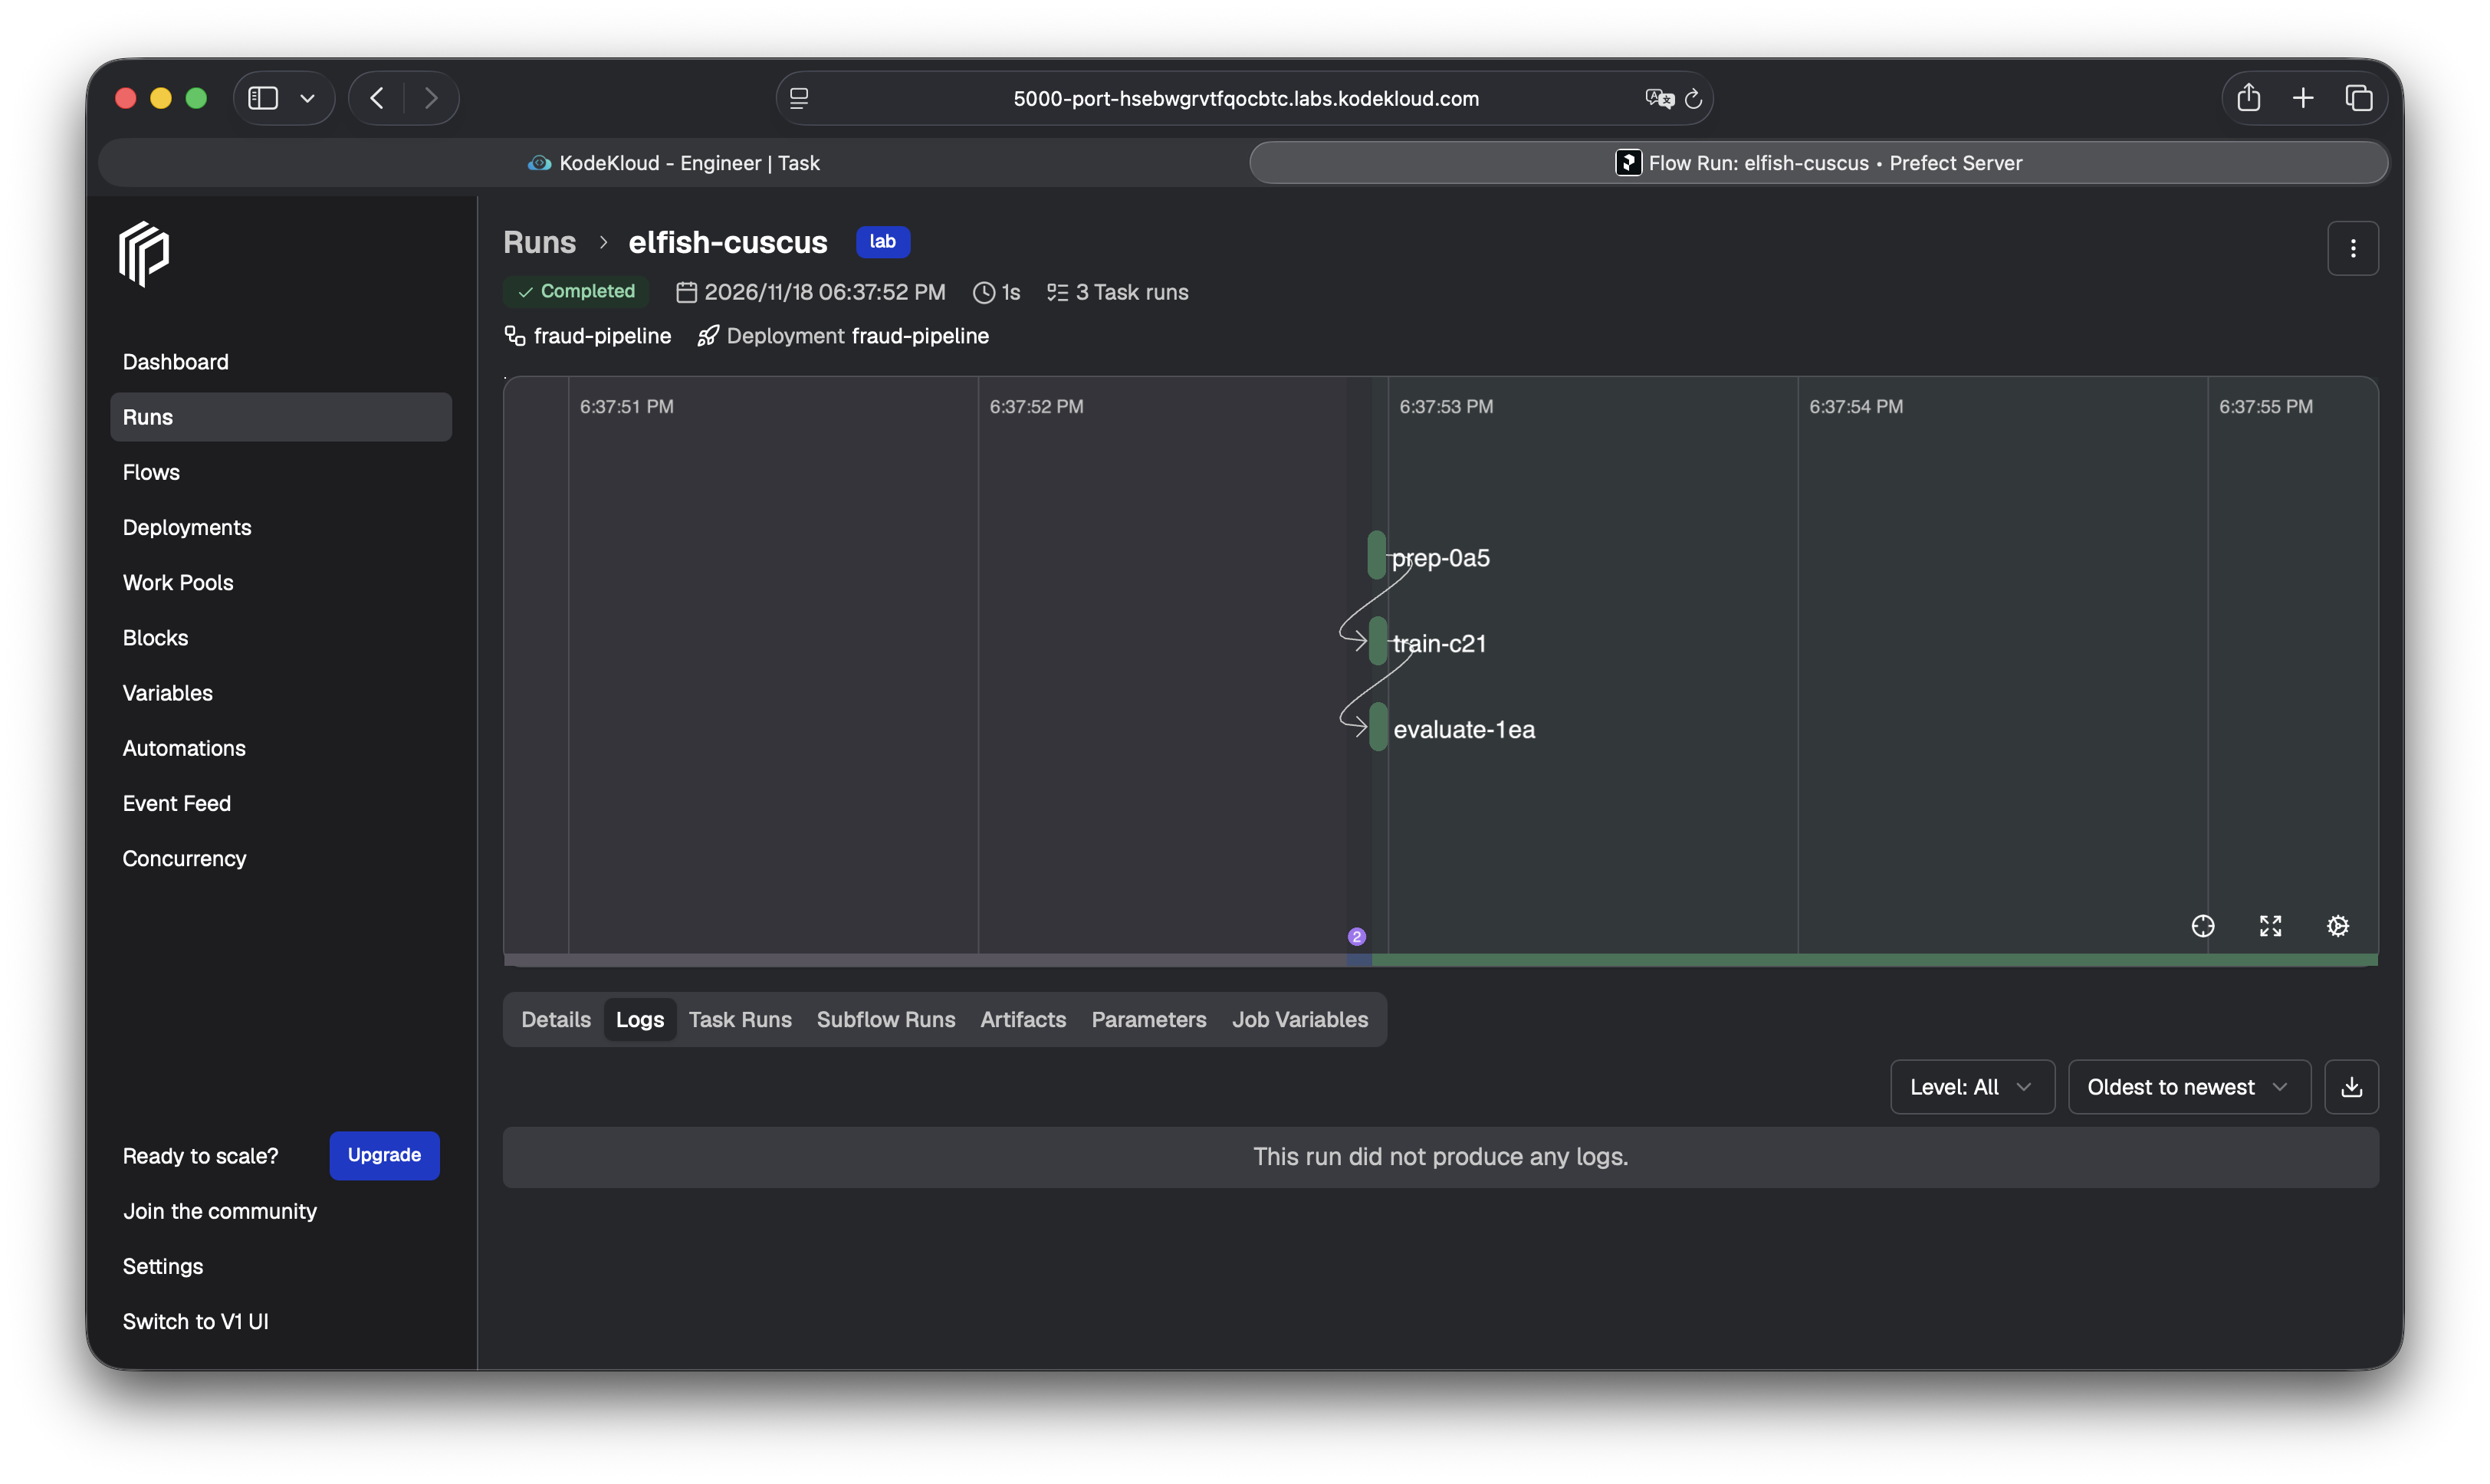 5000-port-hsebwgrvtfqocbtc.labs.kodekloud.com
KodeKloud - Engineer | Task
Flow Run: elfish-cuscus • Prefect Server
Runs > elfish-cuscus lab
Completed 2026/11/18 06:37:52 PM 1s 3 Task runs
fraud-pipeline Deployment fraud-pipeline
Dashboard
Runs
Flows
Deployments
Work Pools
Blocks
Variables
Automations
Event Feed
Concurrency
Ready to scale? Upgrade
Join the community
Settings
Switch to V1 UI
6:37:51 PM 6:37:52 PM 6:37:53 PM 6:37:54 PM 6:37:55 PM
prep-0a5
train-c21
evaluate-1ea
2
Details Logs Task Runs Subflow Runs Artifacts Parameters Job Variables
Level: All Oldest to newest
This run did not produce any logs.